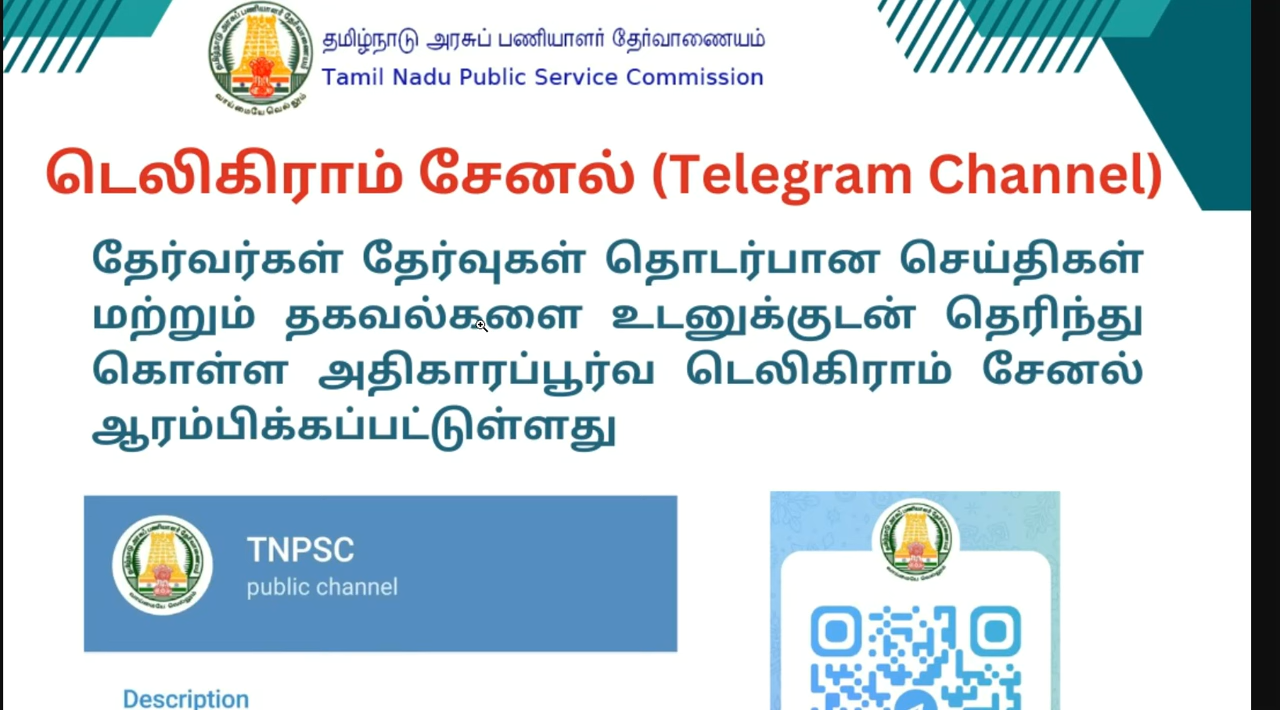 தமிழ்நாடு அரசுப் பணியாளர் தேர்வாணையம்
Tamil Nadu Public Service Commission
டெலிகிராம் சேனல் (Telegram Channel)
தேர்வர்கள் தேர்வுகள் தொடர்பான செய்திகள்
மற்றும் தகவல்களை உடனுக்குடன் தெரிந்து
கொள்ள அதிகாரப்பூர்வ டெலிகிராம் சேனல்
ஆரம்பிக்கப்பட்டுள்ளது
TNPSC
public channel
Description